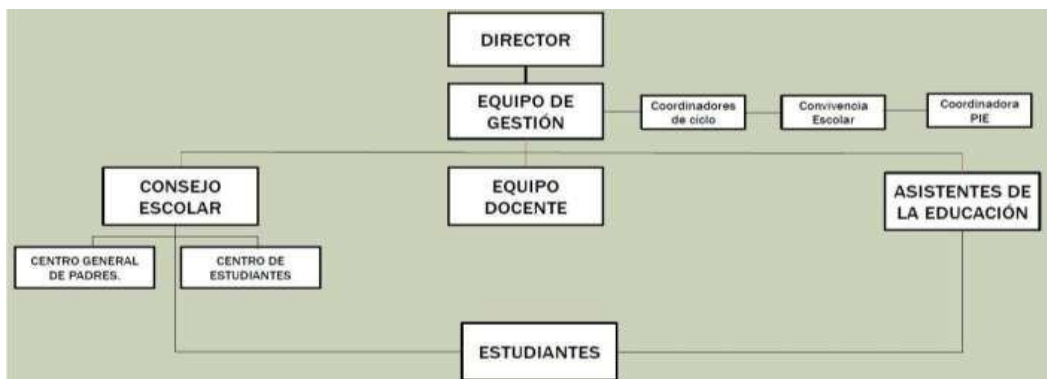 DIRECTOR
EQUIPO DE
GESTIÓN
Coordinadores
de ciclo
Convivencia
Escolar
Coordinadora
PIE
CONSEJO
ESCOLAR
EQUIPO
DOCENTE
ASISTENTES DE
LA EDUCACIÓN
CENTRO GENERAL
DE PADRES.
CENTRO DE
ESTUDIANTES
ESTUDIANTES